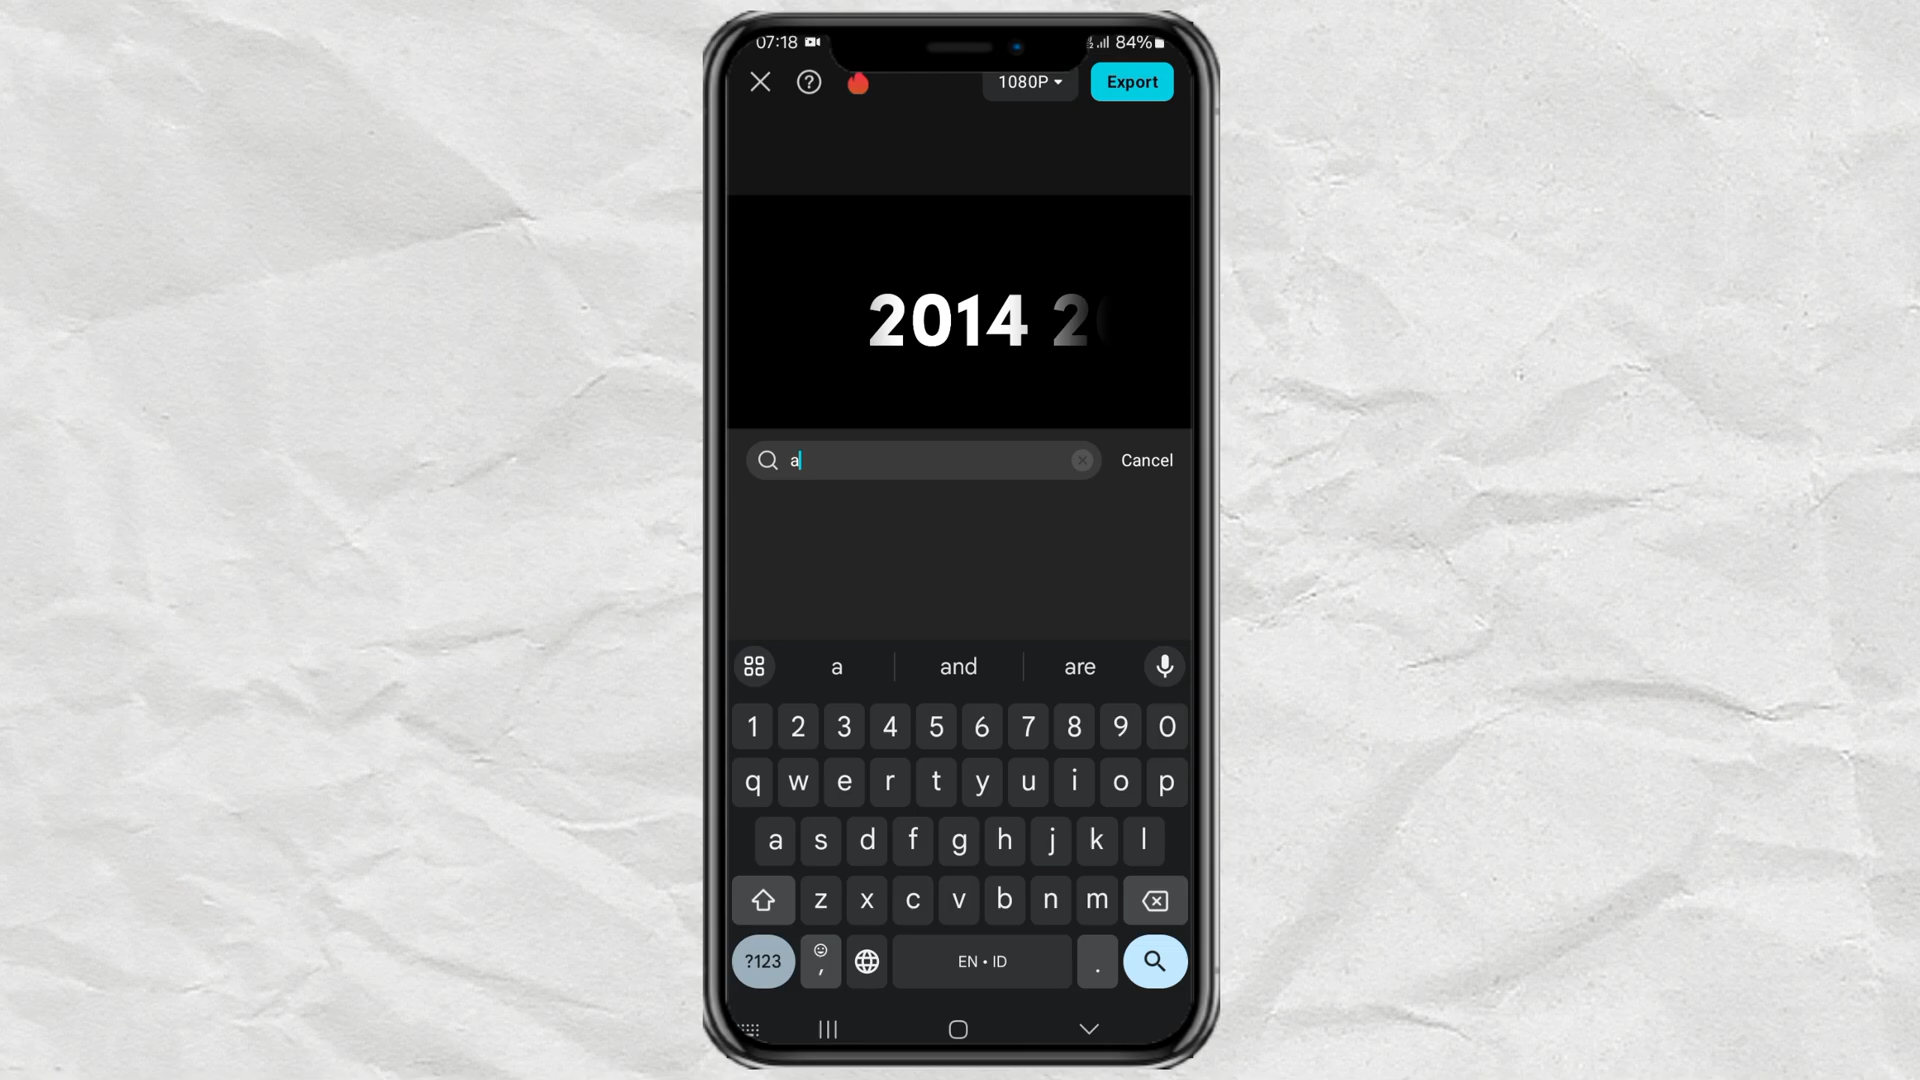 07:18 84%
1080P Export
2014 2
a Cancel
a and are
1 2 3 4 5 6 7 8 9 0
q w e r t y u i o p
a s d f g h j k l
z x c v b n m
?123 , EN • ID .